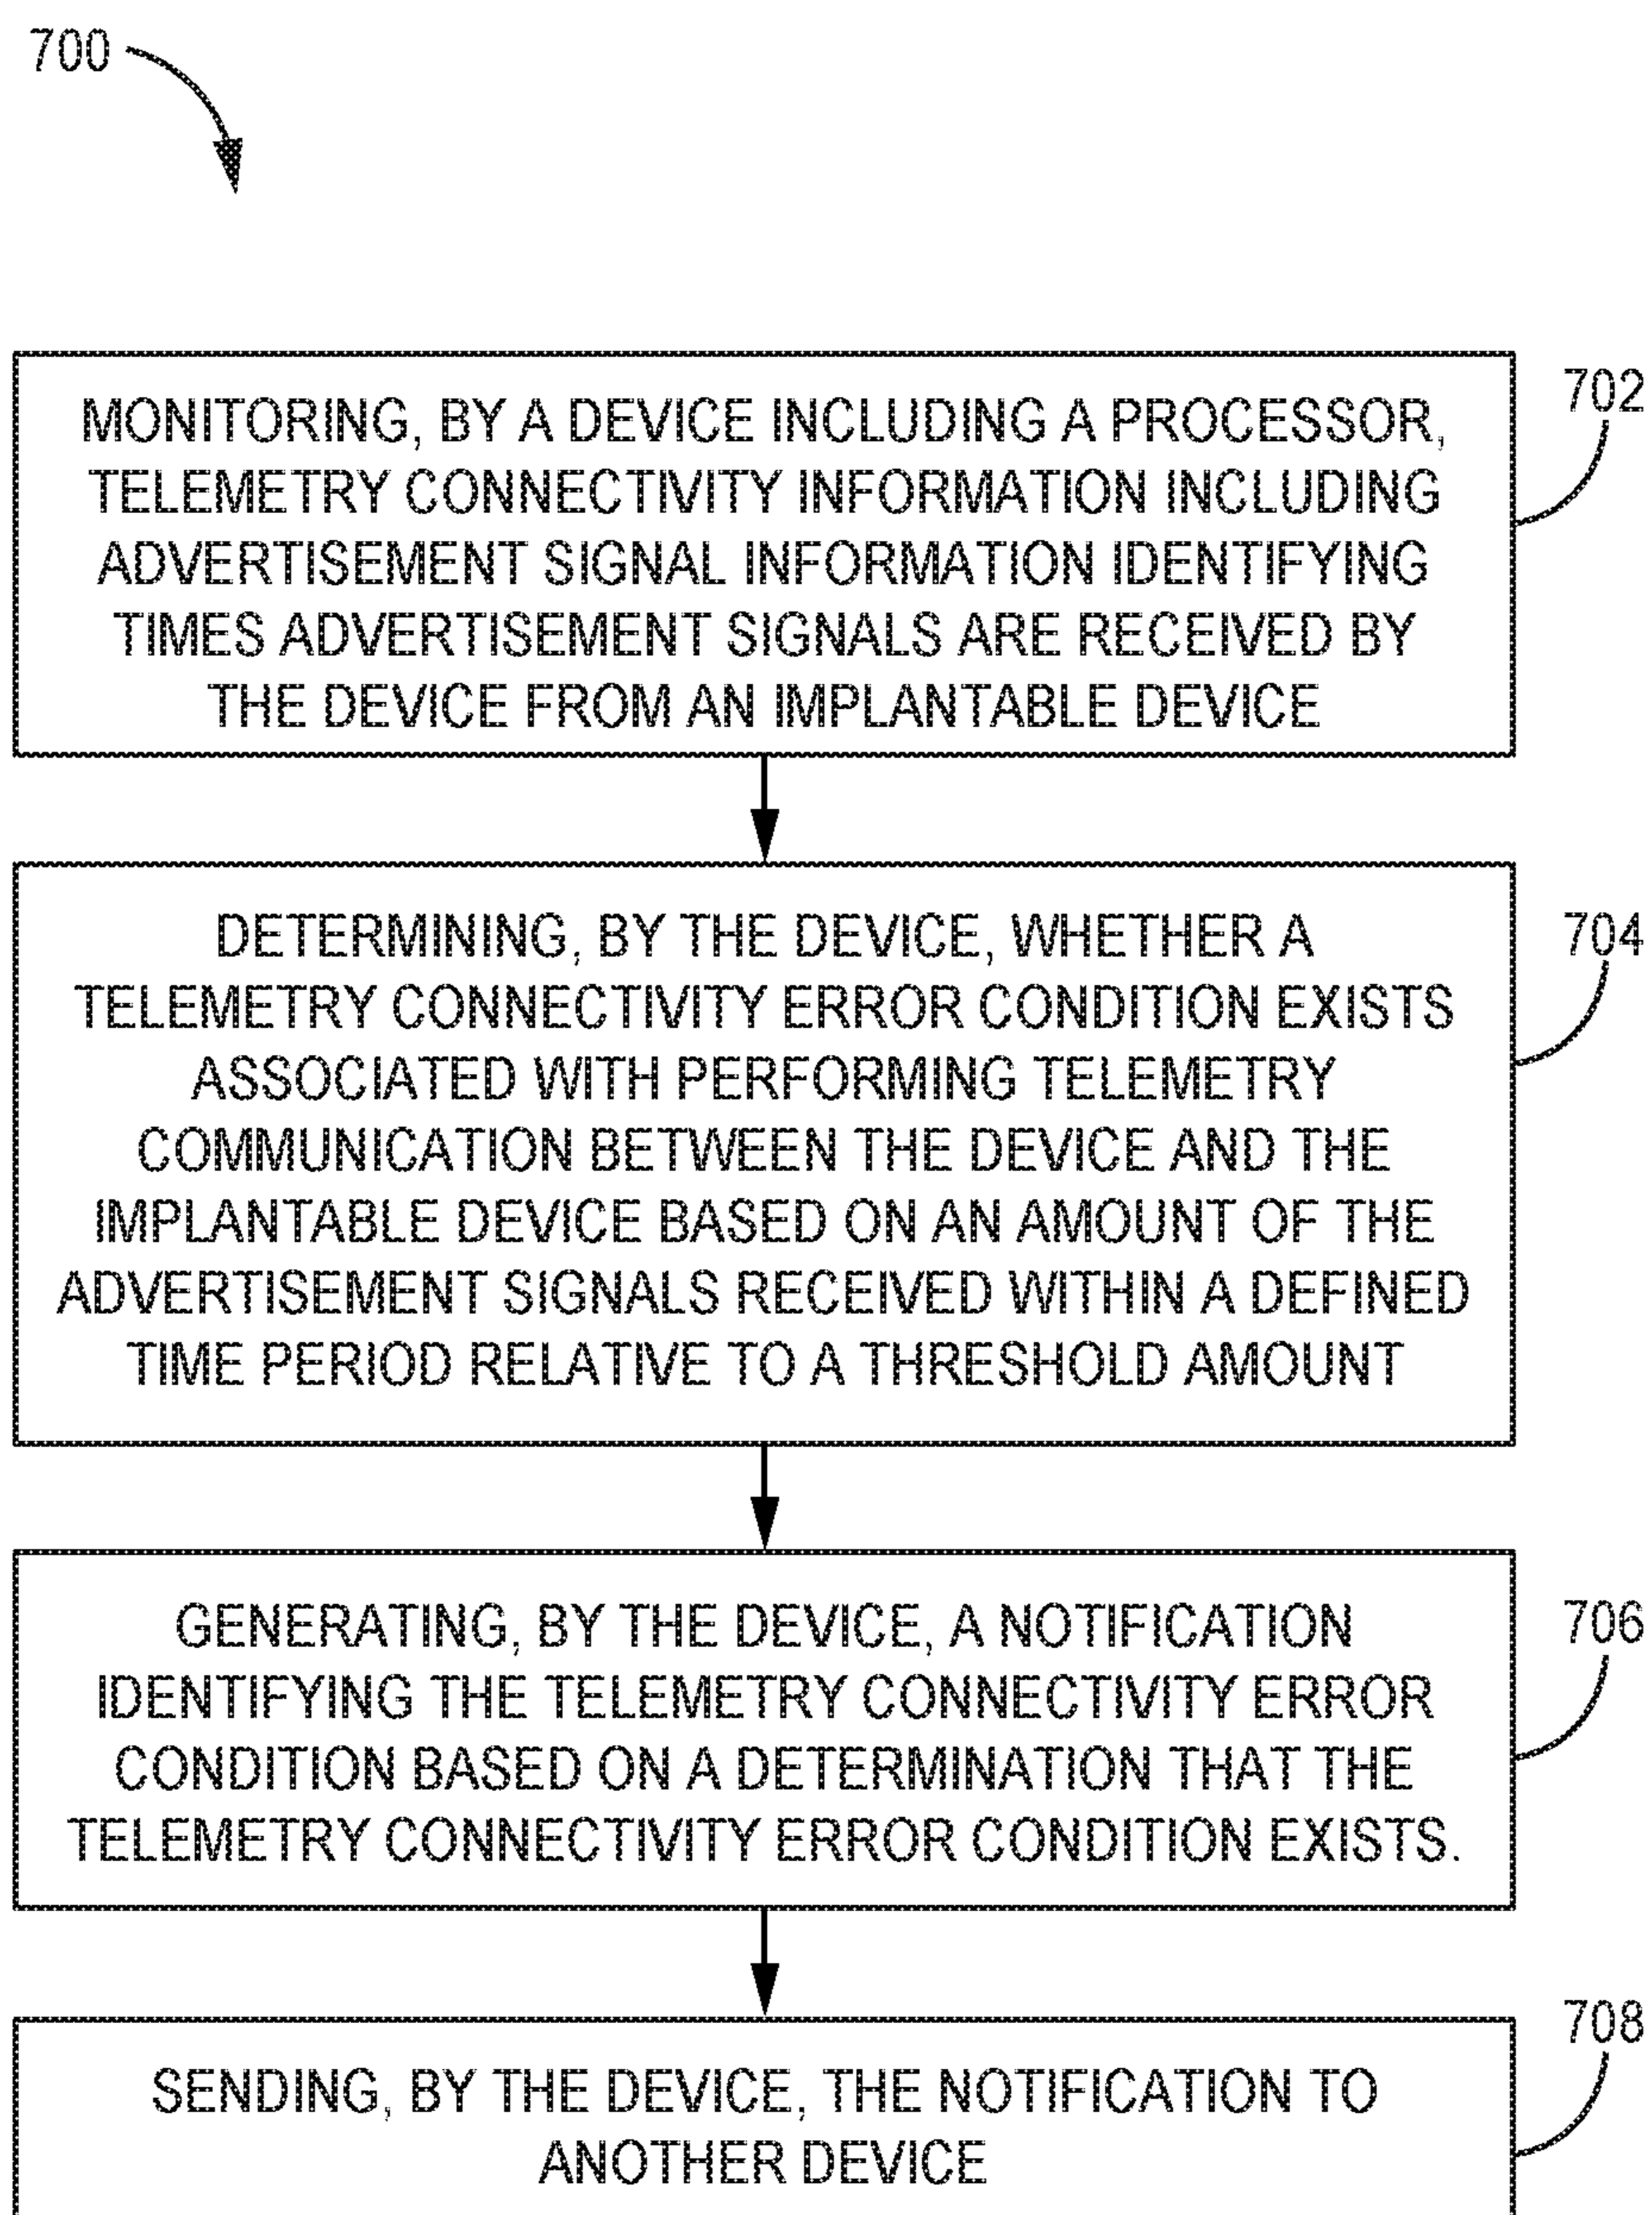 700
702
MONITORING, BY A DEVICE INCLUDING A PROCESSOR,
TELEMETRY CONNECTIVITY INFORMATION INCLUDING
ADVERTISEMENT SIGNAL INFORMATION IDENTIFYING
TIMES ADVERTISEMENT SIGNALS ARE RECEIVED BY
THE DEVICE FROM AN IMPLANTABLE DEVICE
704
DETERMINING, BY THE DEVICE, WHETHER A
TELEMETRY CONNECTIVITY ERROR CONDITION EXISTS
ASSOCIATED WITH PERFORMING TELEMETRY
COMMUNICATION BETWEEN THE DEVICE AND THE
IMPLANTABLE DEVICE BASED ON AN AMOUNT OF THE
ADVERTISEMENT SIGNALS RECEIVED WITHIN A DEFINED
TIME PERIOD RELATIVE TO A THRESHOLD AMOUNT
706
GENERATING, BY THE DEVICE, A NOTIFICATION
IDENTIFYING THE TELEMETRY CONNECTIVITY ERROR
CONDITION BASED ON A DETERMINATION THAT THE
TELEMETRY CONNECTIVITY ERROR CONDITION EXISTS.
708
SENDING, BY THE DEVICE, THE NOTIFICATION TO
ANOTHER DEVICE